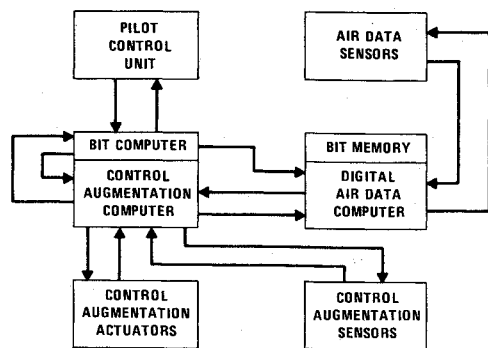 PILOT
CONTROL
UNIT
AIR DATA
SENSORS
BIT COMPUTER
CONTROL
AUGMENTATION
COMPUTER
BIT MEMORY
DIGITAL
AIR DATA
COMPUTER
CONTROL
AUGMENTATION
ACTUATORS
CONTROL
AUGMENTATION
SENSORS